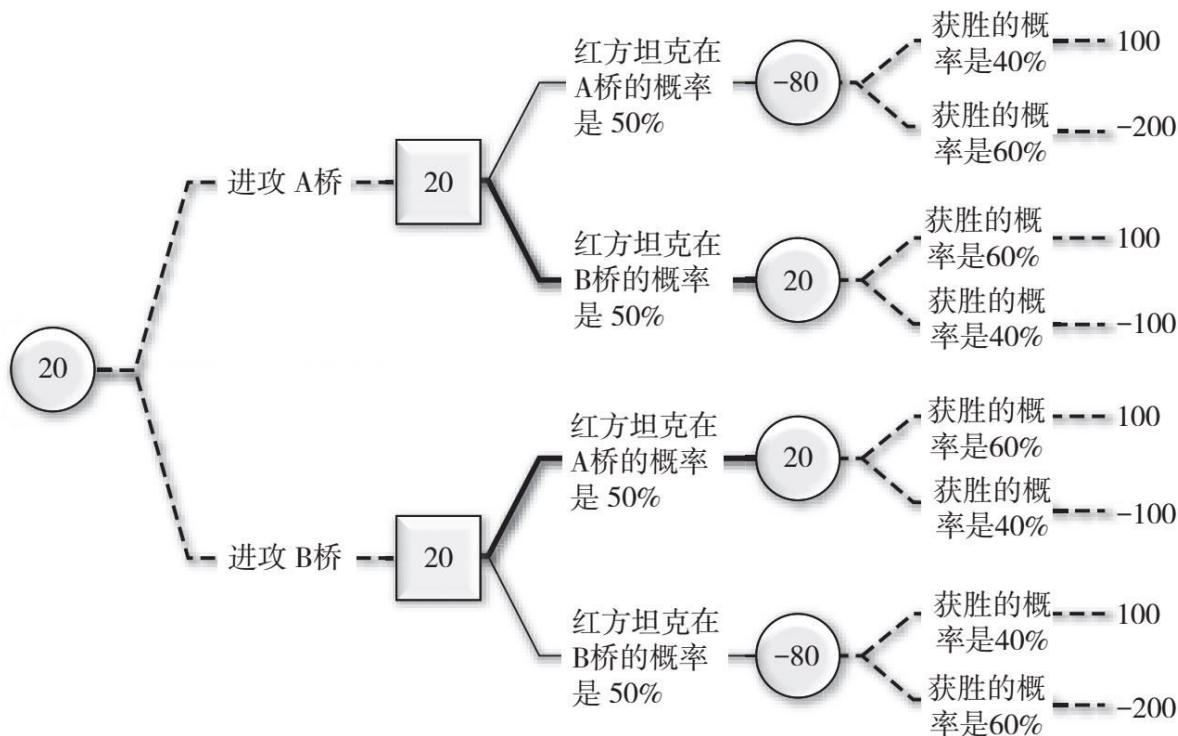 20
进攻 A桥
20
红方坦克在
A桥的概率
是 50%
-80
获胜的概
率是40%
100
获胜的概
率是60%
-200
红方坦克在
B桥的概率
是 50%
20
获胜的概
率是60%
100
获胜的概
率是40%
-100
进攻 B桥
20
红方坦克在
A桥的概率
是 50%
20
获胜的概
率是60%
100
获胜的概
率是40%
-100
红方坦克在
B桥的概率
是 50%
-80
获胜的概
率是40%
100
获胜的概
率是60%
-200